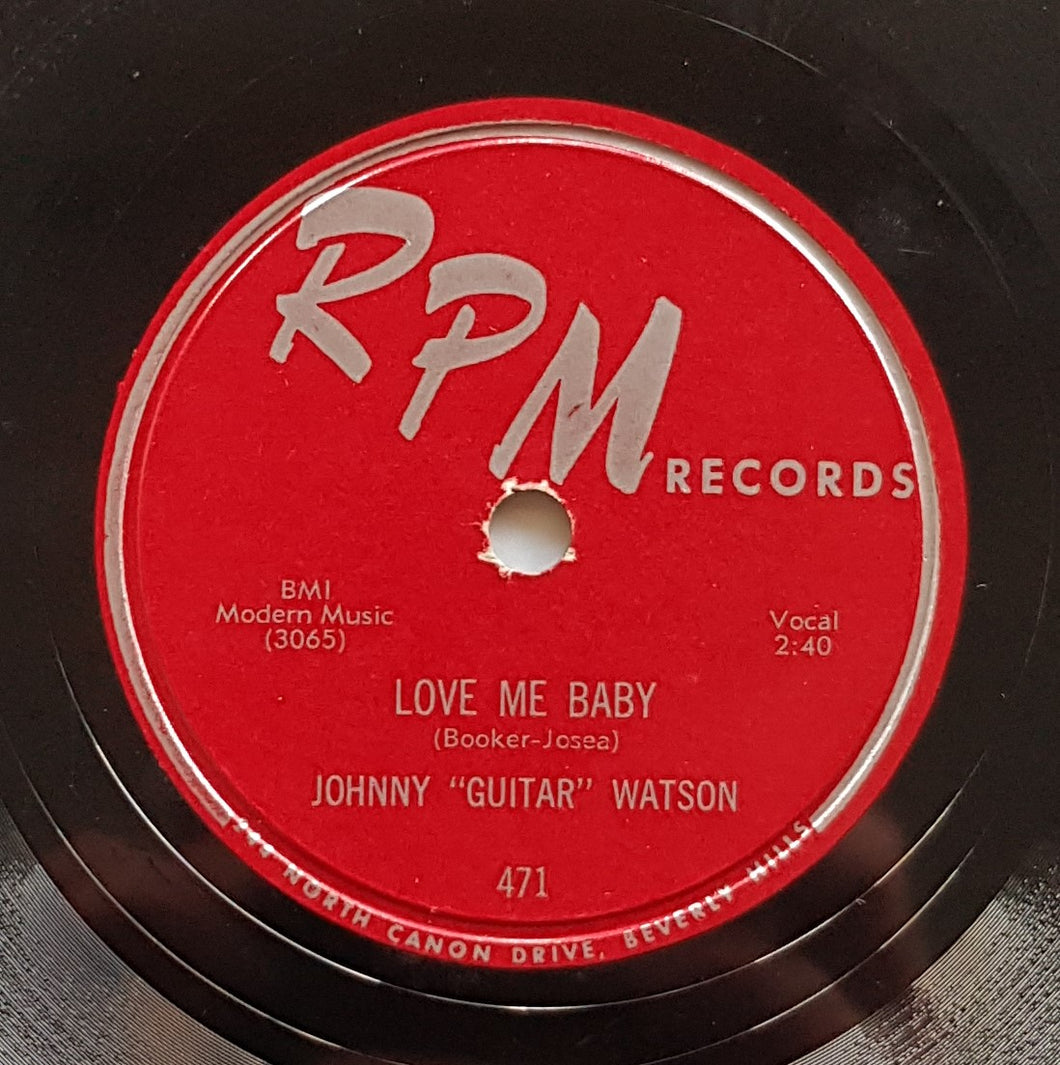 RPM RECORDS
BMI
Modern Music
(3065)
Vocal
2:40
LOVE ME BABY
(Booker-Josea)
JOHNNY "GUITAR" WATSON
471
244 NORTH CANON DRIVE, BEVERLY HILLS